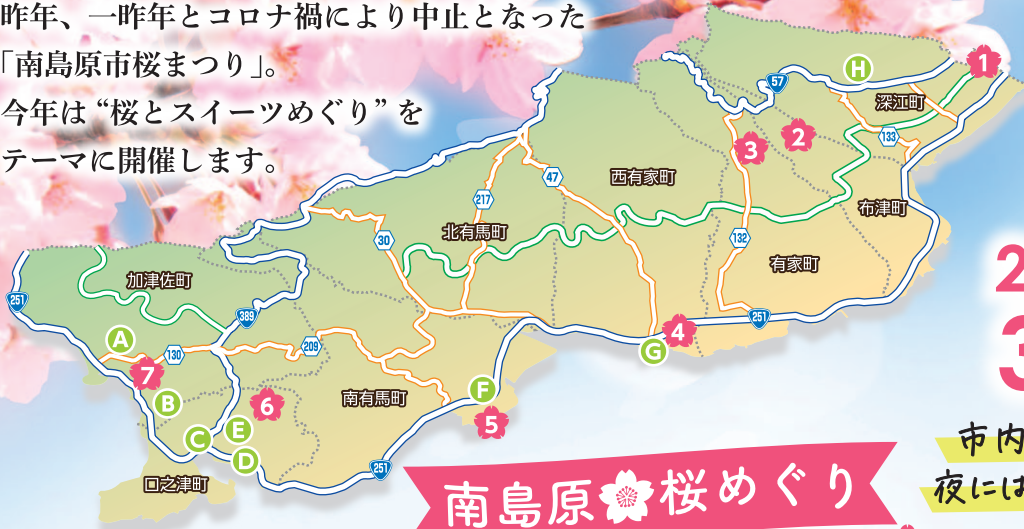 昨年、一昨年とコロナ禍により中止となった
「南島原市桜まつり」。
今年は “桜とスイーツめぐり” を
テーマに開催します。
1
H
57
深江町
2
133
3
47
西有家町
217
布津町
北有馬町
30
132
有家町
加津佐町
251
389
251
4
A
130
209
G
7
南有馬町
F
B
6
5
E
C
D
251
口之津町
南島原 桜めぐり
2
3
市内
夜には